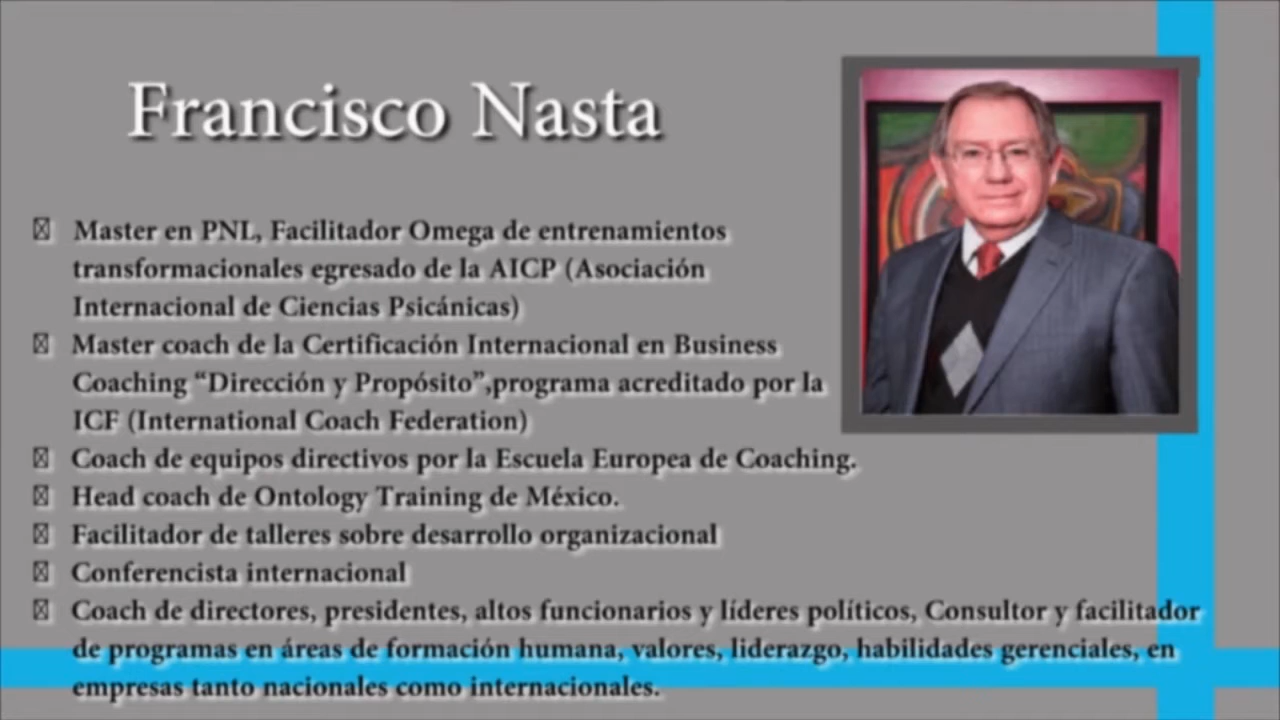 Francisco Nasta
Master en PNL, Facilitador Omega de entrenamientos
transformacionales egresado de la AICP (Asociación
Internacional de Ciencias Psicánicas)
Master coach de la Certificación Internacional en Business
Coaching “Dirección y Propósito”,programa acreditado por la
ICF (International Coach Federation)
Coach de equipos directivos por la Escuela Europea de Coaching.
Head coach de Ontology Training de México.
Facilitador de talleres sobre desarrollo organizacional
Conferencista internacional
Coach de directores, presidentes, altos funcionarios y líderes políticos, Consultor y facilitador
de programas en áreas de formación humana, valores, liderazgo, habilidades gerenciales, en
empresas tanto nacionales como internacionales.